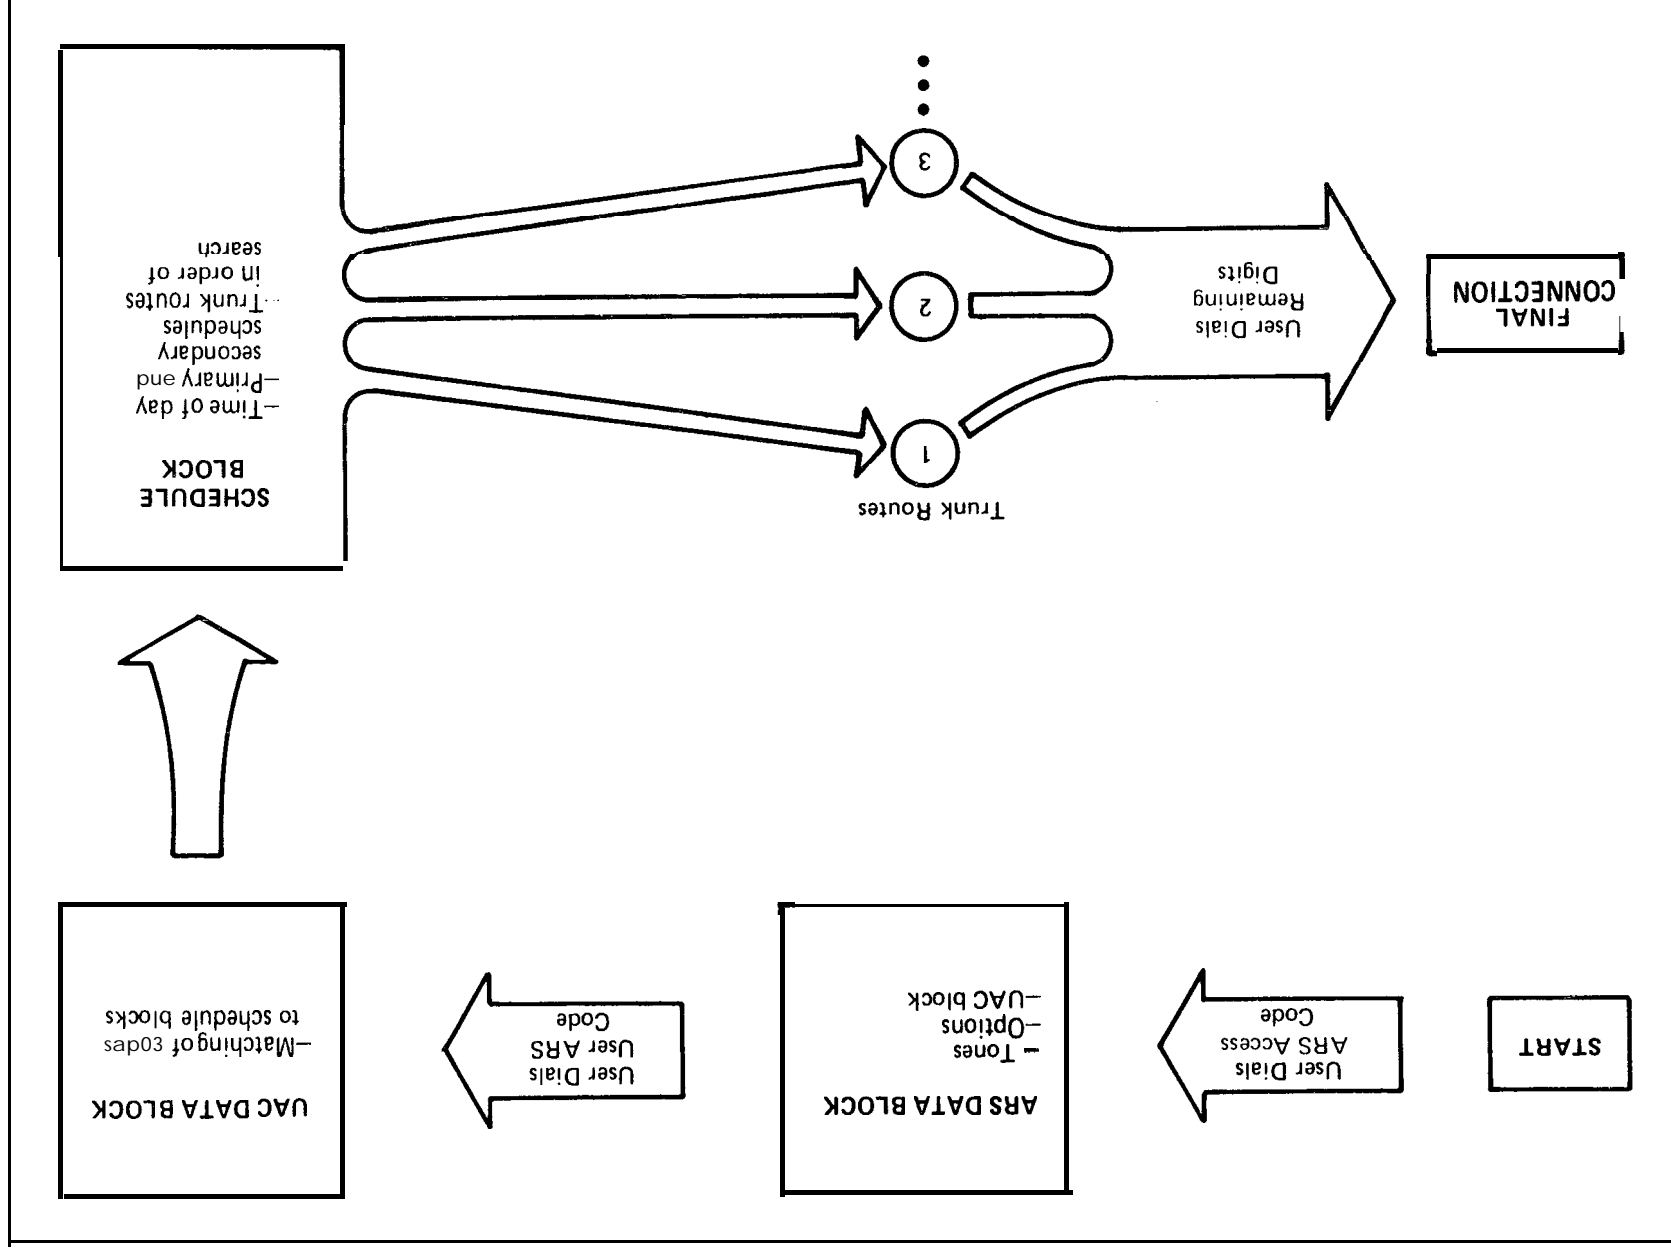 START
User Dials
ARS Access
Code
ARS DATA BLOCK
– Tones
–Options
–UAC block
User Dials
User ARS
Code
UAC DATA BLOCK
–Matching of sap03
to schedule blocks
SCHEDULE
BLOCK
–Time of day
–Primary pue
secondary
schedules
–Trunk routes
in order of
search
Trunk Routes
1
2
3
User Dials
Remaining
Digits
FINAL
CONNECTION